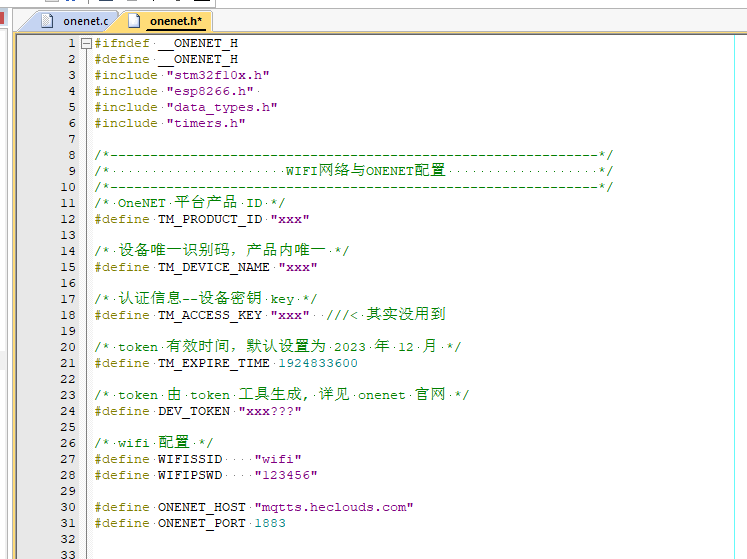 onenet.c
onenet.h*
1 #ifndef __ONENET_H
2 #define __ONENET_H
3 #include "stm32f10x.h"
4 #include "esp8266.h"
5 #include "data_types.h"
6 #include "timers.h"
7
8 /*-------------------------------------------------------------*/
9 /* WIFI网络与ONENET配置 */
10 /*-------------------------------------------------------------*/
11 /* OneNET 平台产品 ID */
12 #define TM_PRODUCT_ID "xxx"
13
14 /* 设备唯一识别码，产品内唯一 */
15 #define TM_DEVICE_NAME "xxx"
16
17 /* 认证信息--设备密钥 key */
18 #define TM_ACCESS_KEY "xxx" ///< 其实没用到
19
20 /* token 有效时间，默认设置为 2023 年 12 月 */
21 #define TM_EXPIRE_TIME 1924833600
22
23 /* token 由 token 工具生成, 详见 onenet 官网 */
24 #define DEV_TOKEN "xxx???"
25
26 /* wifi 配置 */
27 #define WIFISSID "wifi"
28 #define WIFIPSWD "123456"
29
30 #define ONENET_HOST "mqtts.heclouds.com"
31 #define ONENET_PORT 1883
32
33